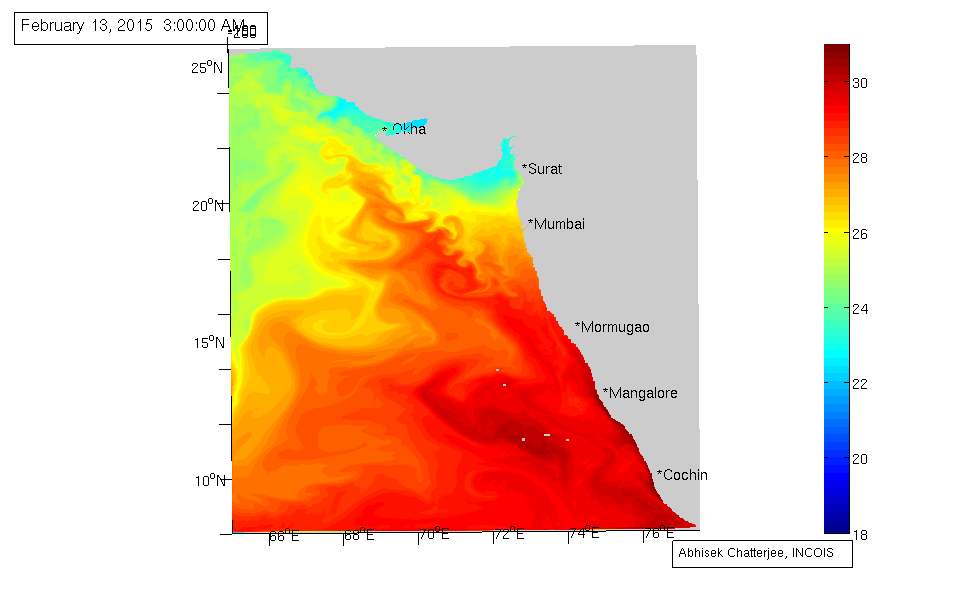 February 13, 2015  3:00:00 AM
25°N
30
*Okha
28
*Surat
20°N
*Mumbai
26
24
*Mormugao
15°N
22
*Mangalore
20
10°N
*Cochin
66°E
68°E
70°E
72°E
74°E
76°E
18
Abhisek Chatterjee, INCOIS